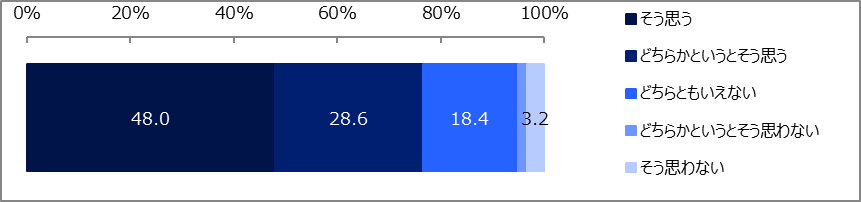 0% 20% 40% 60% 80% 100%
48.0 28.6 18.4 3.2
そう思う
どちらかというとそう思う
どちらともいえない
どちらかというとそう思わない
そう思わない